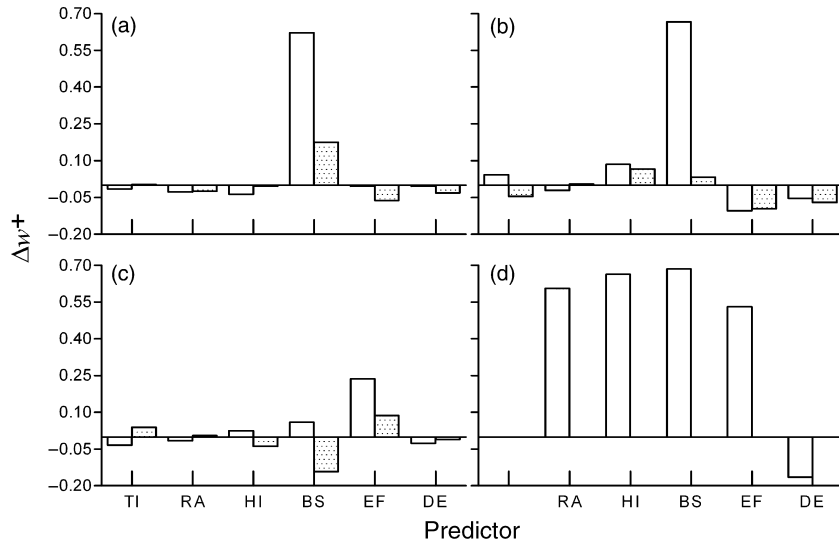 (a)
(b)
0.70
0.55
0.40
0.25
0.10
−0.05
−0.20
Δw+
(c)
(d)
0.70
0.55
0.40
0.25
0.10
−0.05
−0.20
TI RA HI BS EF DE
RA HI BS EF DE
Predictor